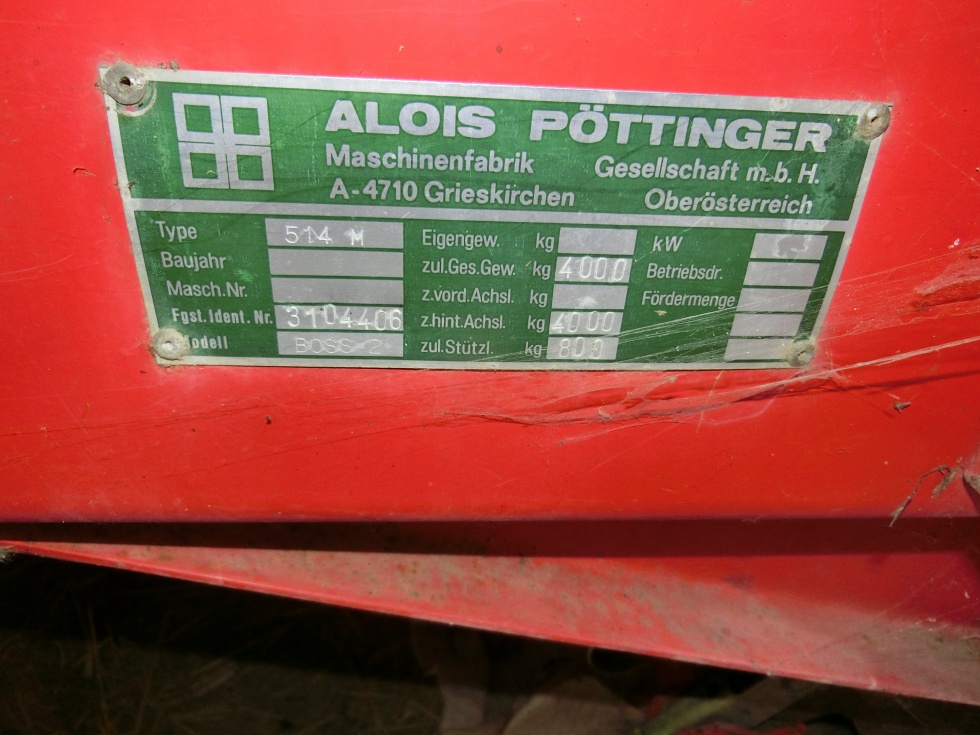 ALOIS PÖTTINGER
Maschinenfabrik Gesellschaft m.b.H.
A-4710 Grieskirchen Oberösterreich
Type 514 M Eigengew. kg kW
Baujahr zul.Ges.Gew. kg 4000 Betriebsdr.
Masch.Nr. z.vord.Achsl. kg Fördermenge
Fgst.Ident.Nr. 3104406 z.hint.Achsl. kg 4000
Modell BOSS 2 zul.Stützl. kg 800